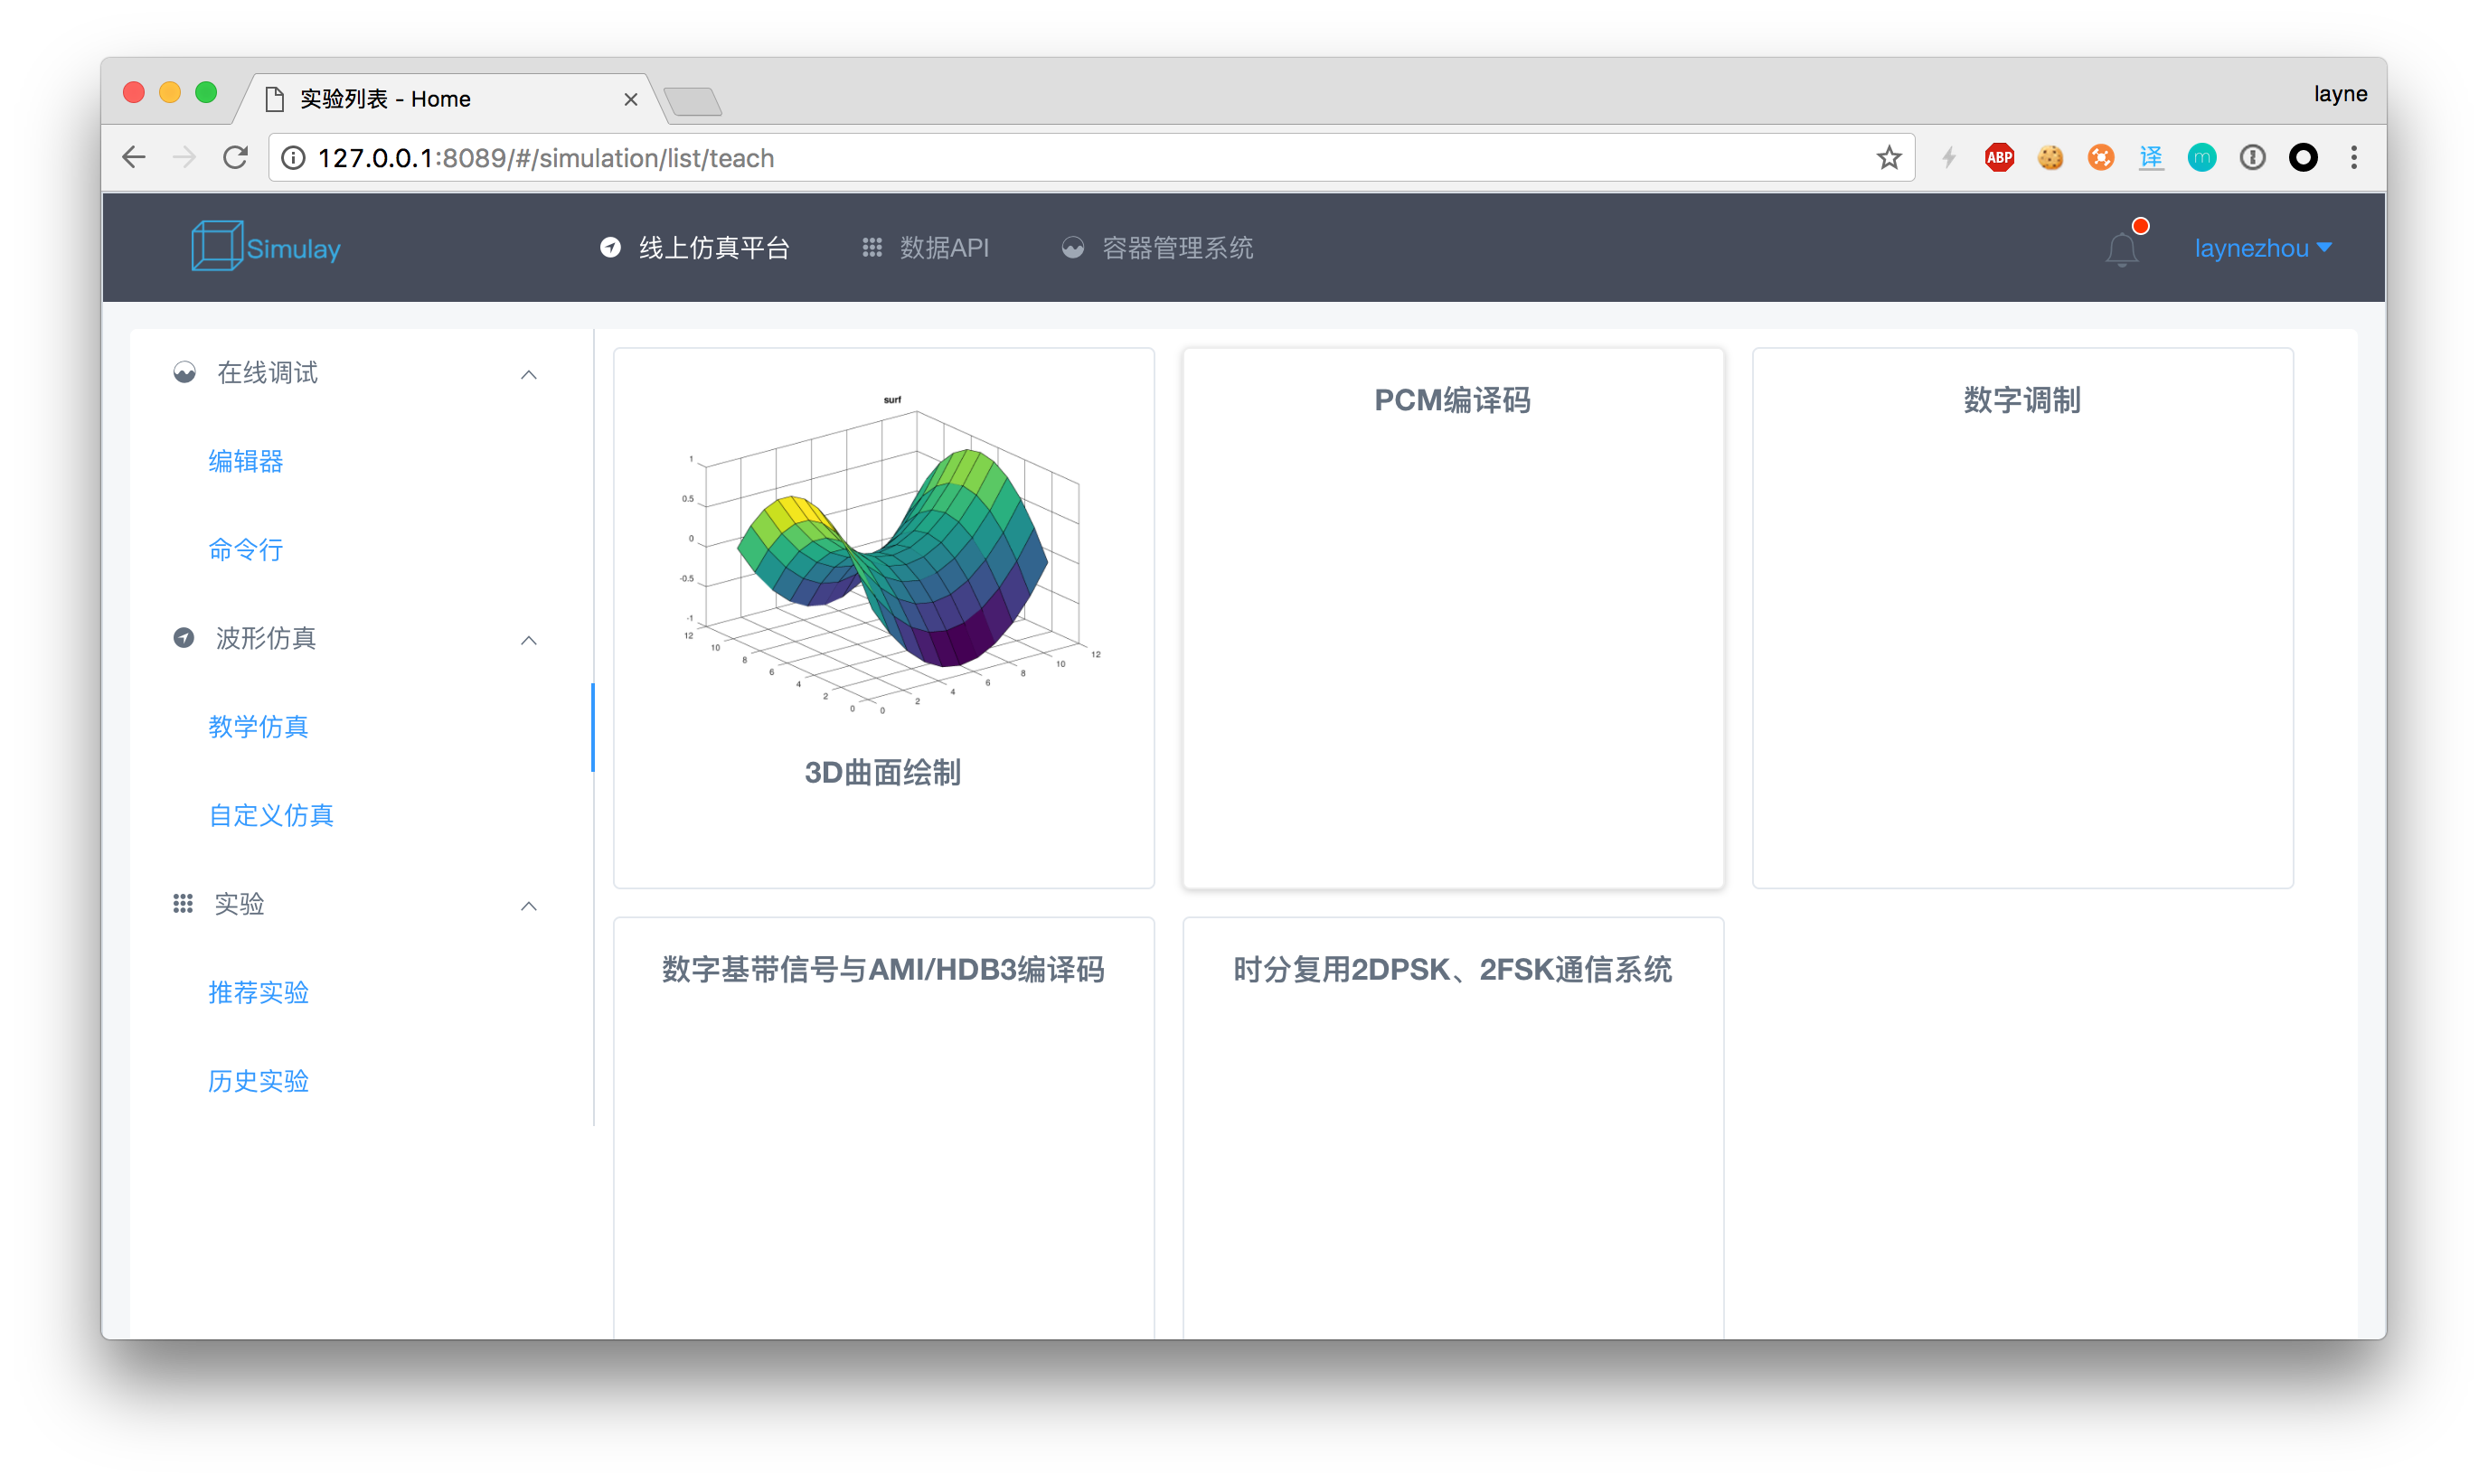 实验列表 - Home
layne
127.0.0.1:8089/#/simulation/list/teach
ABP
译
m
Simulay
线上仿真平台
数据API
容器管理系统
laynezhou
在线调试
编辑器
命令行
波形仿真
教学仿真
自定义仿真
实验
推荐实验
历史实验
surf
1
0.5
0
-0.5
-1
12
10
8
6
4
2
0
0
2
4
6
8
10
12
3D曲面绘制
PCM编译码
数字调制
数字基带信号与AMI/HDB3编译码
时分复用2DPSK、2FSK通信系统